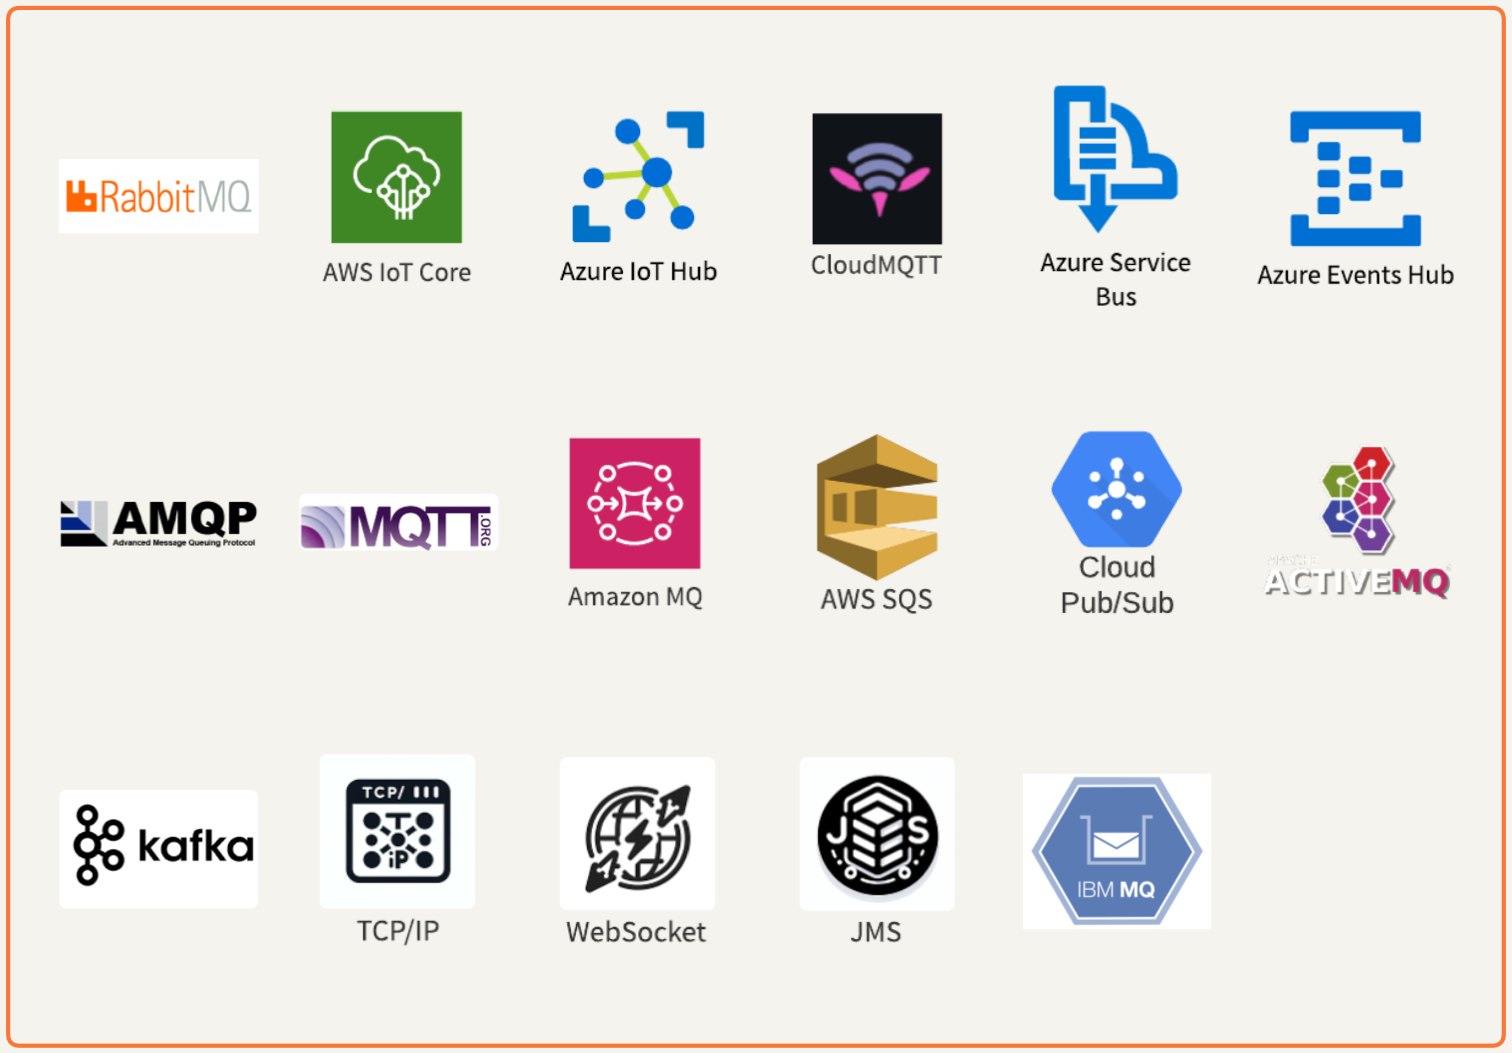 RabbitMQ
AWS IoT Core
Azure IoT Hub
CloudMQTT
Azure Service
Bus
Azure Events Hub
AMQP
Advanced Message Queuing Protocol
MQTT.ORG
Amazon MQ
AWS SQS
Cloud
Pub/Sub
APACHE
ACTIVEMQ
kafka
TCP/
T
iP
TCP/IP
WebSocket
JS
JMS
IBM MQ